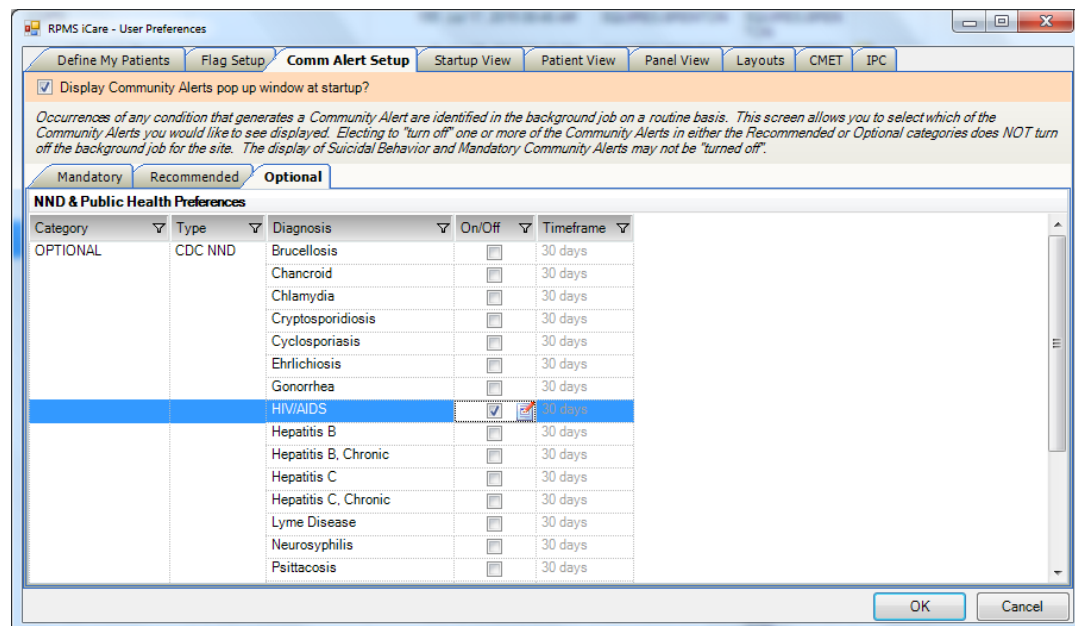 RPMS iCare - User Preferences
Define My Patients Flag Setup Comm Alert Setup Startup View Patient View Panel View Layouts CMET IPC
Display Community Alerts pop up window at startup?
Occurrences of any condition that generates a Community Alert are identified in the background job on a routine basis. This screen allows you to select which of the
Community Alerts you would like to see displayed. Electing to "turn off" one or more of the Community Alerts in either the Recommended or Optional categories does NOT turn
off the background job for the site. The display of Suicidal Behavior and Mandatory Community Alerts may not be "turned off".
Mandatory Recommended Optional
NND & Public Health Preferences
Category Type Diagnosis On/Off Timeframe
OPTIONAL CDC NND Brucellosis 30 days
Chancroid 30 days
Chlamydia 30 days
Cryptosporidiosis 30 days
Cyclosporiasis 30 days
Ehrlichiosis 30 days
Gonorrhea 30 days
HIV/AIDS 30 days
Hepatitis B 30 days
Hepatitis B, Chronic 30 days
Hepatitis C 30 days
Hepatitis C, Chronic 30 days
Lyme Disease 30 days
Neurosyphilis 30 days
Psittacosis 30 days
OK Cancel